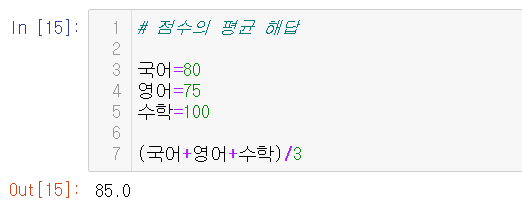 In [15]:
1 # 점수의 평균 해답
2
3 국어=80
4 영어=75
5 수학=100
6
7 (국어+영어+수학)/3
Out[15]: 85.0